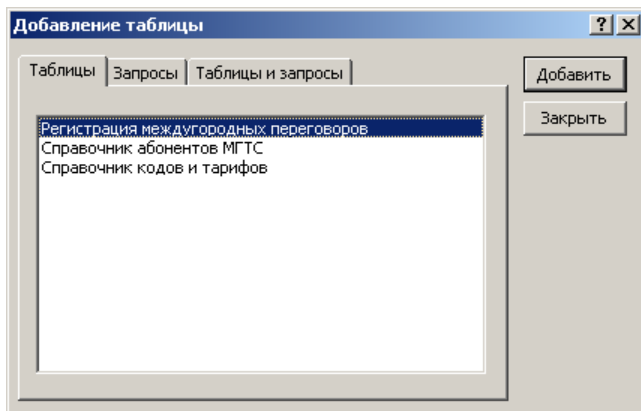 Добавление таблицы
Таблицы Запросы Таблицы и запросы
Добавить
Закрыть
Регистрация междугородных переговоров
Справочник абонентов МГТС
Справочник кодов и тарифов